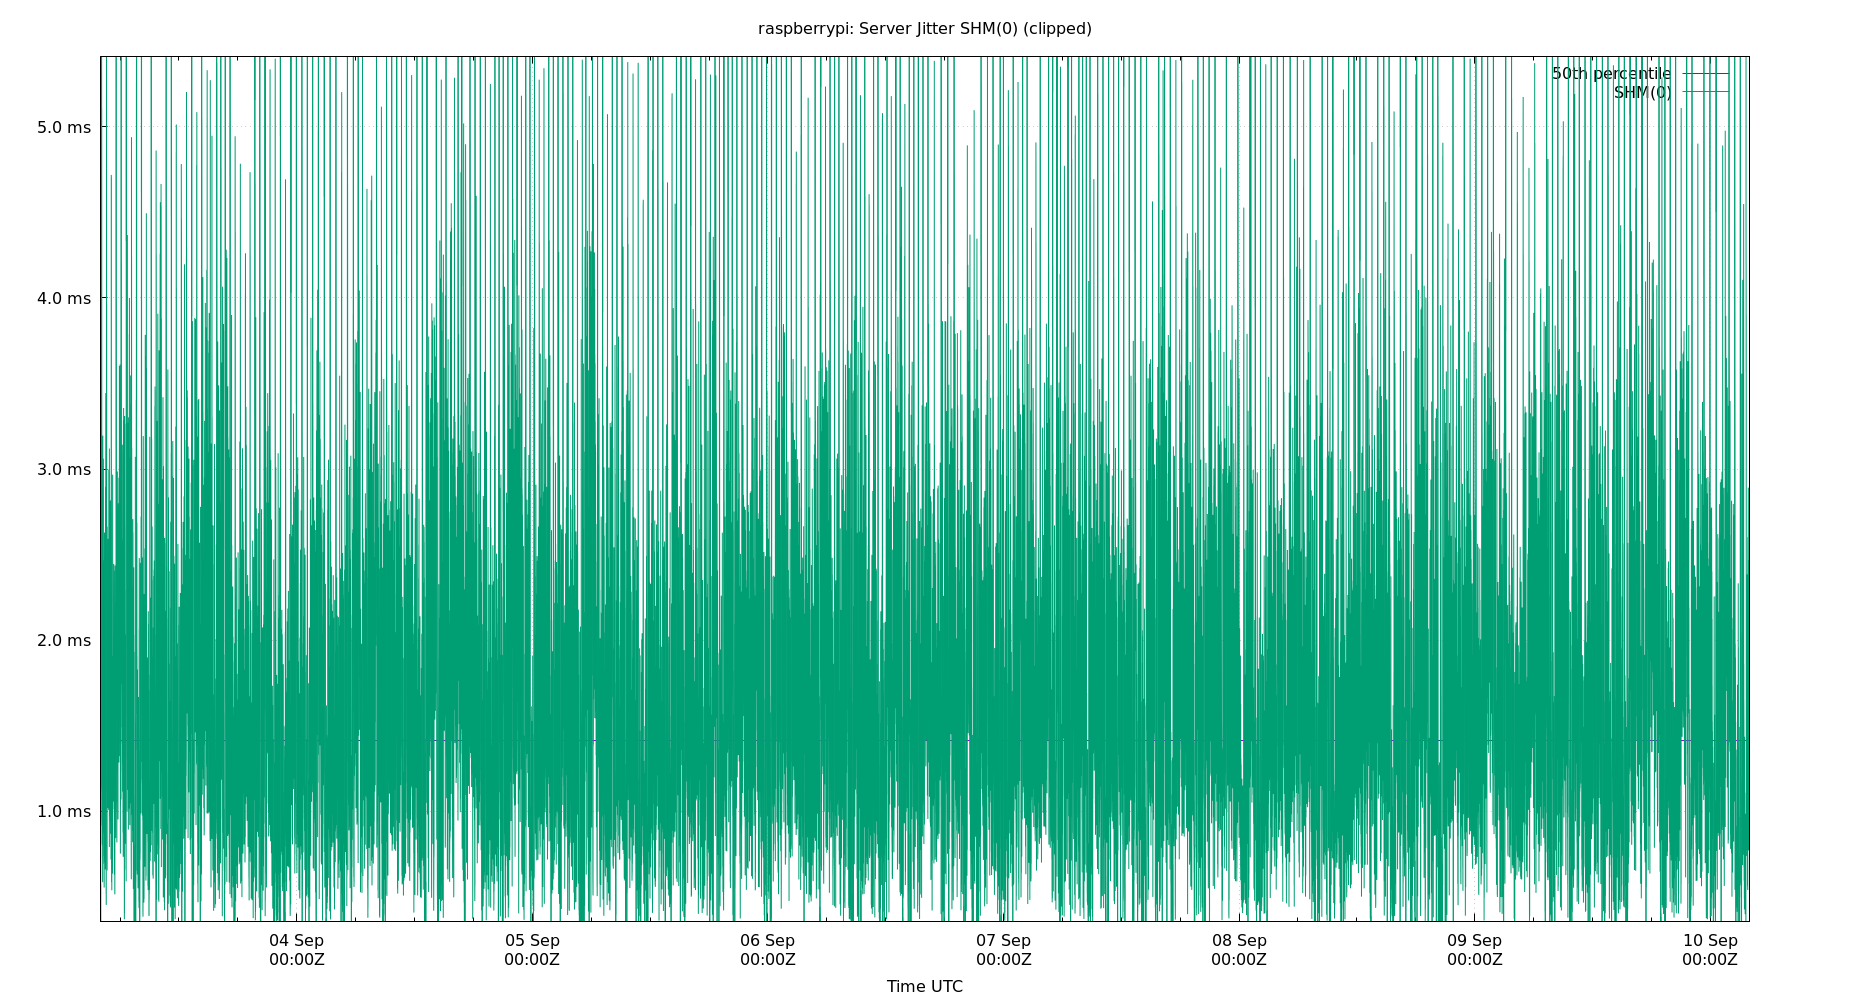 raspberrypi: Server Jitter SHM(0) (clipped)
50th percentile
SHM(0)
5.0 ms
4.0 ms
3.0 ms
2.0 ms
1.0 ms
04 Sep 05 Sep 06 Sep 07 Sep 08 Sep 09 Sep 10 Sep
00:00Z 00:00Z 00:00Z 00:00Z 00:00Z 00:00Z 00:00Z
Time UTC